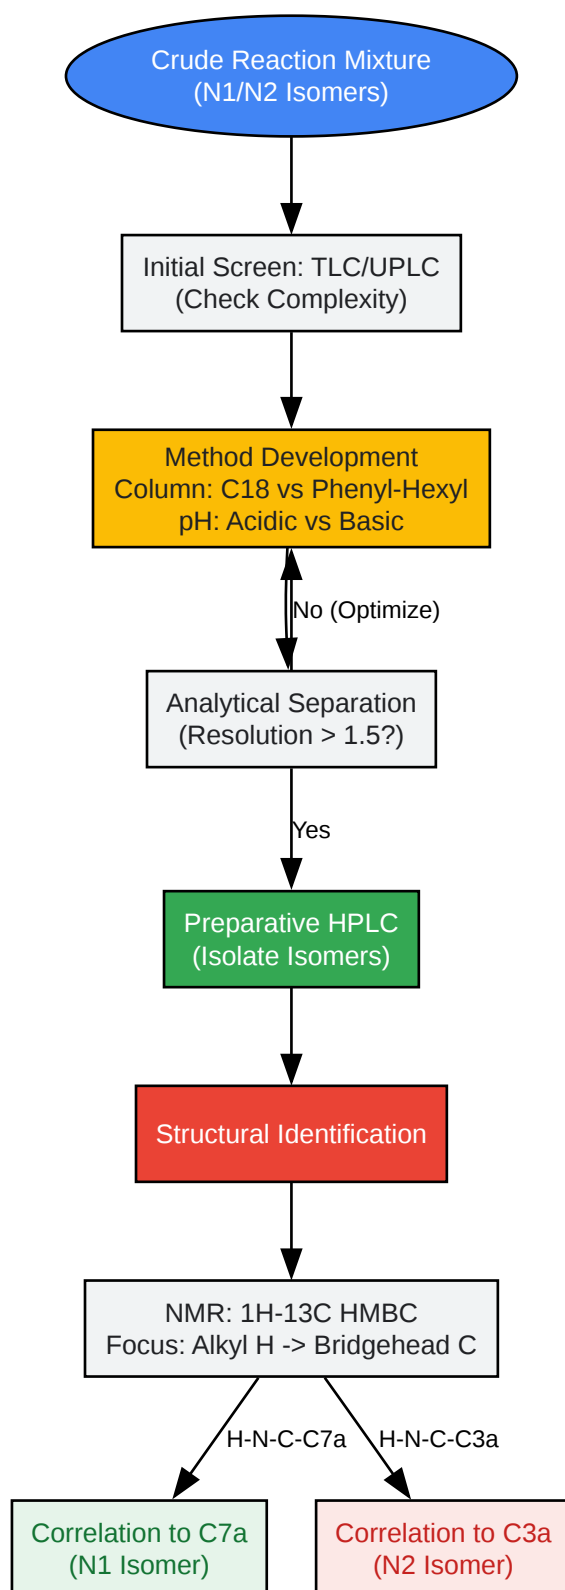 Crude Reaction Mixture
(N1/N2 Isomers)
Initial Screen: TLC/UPLC
(Check Complexity)
Method Development
Column: C18 vs Phenyl-Hexyl
pH: Acidic vs Basic
No (Optimize)
Analytical Separation
(Resolution > 1.5?)
Yes
Preparative HPLC
(Isolate Isomers)
Structural Identification
NMR: 1H-13C HMBC
Focus: Alkyl H -> Bridgehead C
H-N-C-C7a
H-N-C-C3a
Correlation to C7a
(N1 Isomer)
Correlation to C3a
(N2 Isomer)